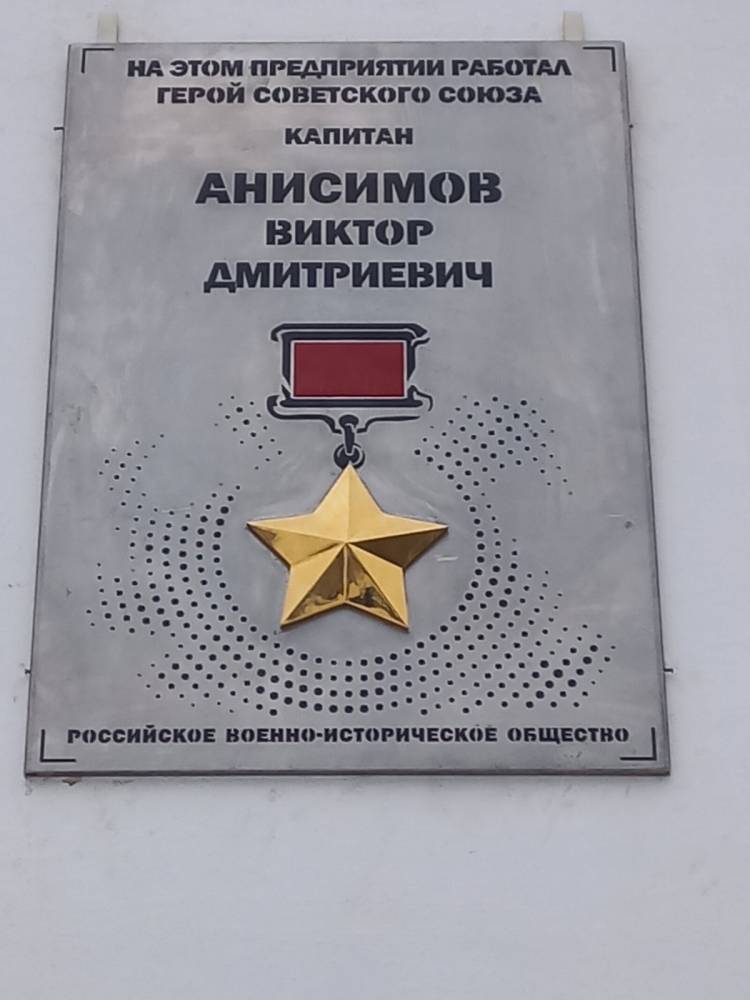 НА ЭТОМ ПРЕДПРИЯТИИ РАБОТАЛ
ГЕРОЙ СОВЕТСКОГО СОЮЗА
КАПИТАН
АНИСИМОВ
ВИКТОР
ДМИТРИЕВИЧ
РОССИЙСКОЕ ВОЕННО-ИСТОРИЧЕСКОЕ ОБЩЕСТВО